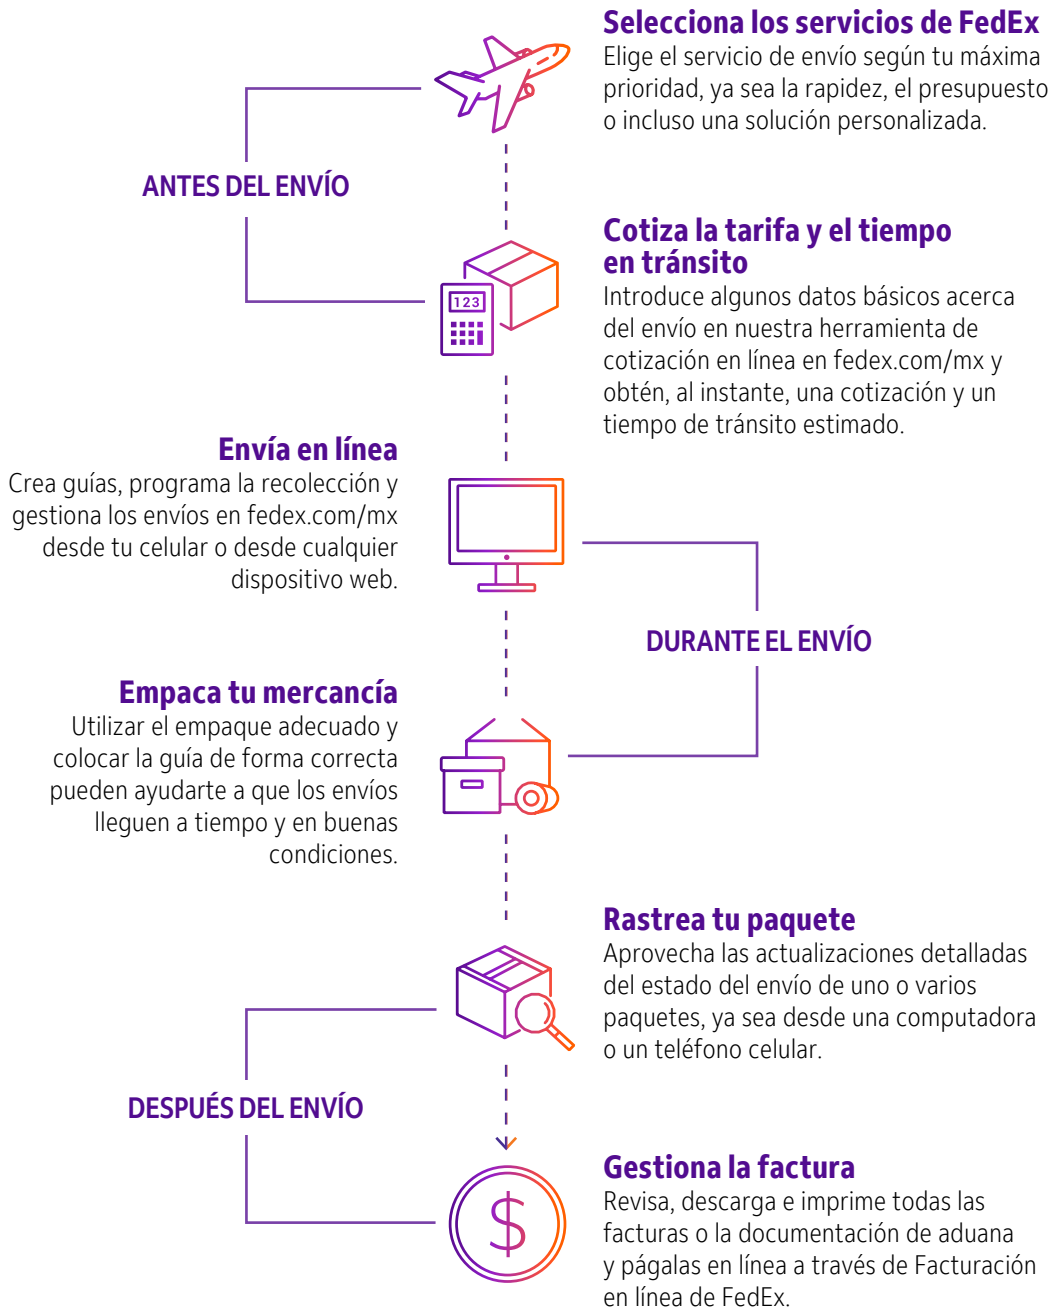 Selecciona los servicios de FedEx
Elige el servicio de envío según tu máxima
prioridad, ya sea la rapidez, el presupuesto
o incluso una solución personalizada.
ANTES DEL ENVÍO
Cotiza la tarifa y el tiempo
en tránsito
Introduce algunos datos básicos acerca
del envío en nuestra herramienta de
cotización en línea en fedex.com/mx y
obtén, al instante, una cotización y un
tiempo de tránsito estimado.
123
Envía en línea
Crea guías, programa la recolección y
gestiona los envíos en fedex.com/mx
desde tu celular o desde cualquier
dispositivo web.
DURANTE EL ENVÍO
Empaca tu mercancía
Utilizar el empaque adecuado y
colocar la guía de forma correcta
pueden ayudarte a que los envíos
lleguen a tiempo y en buenas
condiciones.
Rastrea tu paquete
Aprovecha las actualizaciones detalladas
del estado del envío de uno o varios
paquetes, ya sea desde una computadora
o un teléfono celular.
DESPUÉS DEL ENVÍO
Gestiona la factura
Revisa, descarga e imprime todas las
facturas o la documentación de aduana
y págalas en línea a través de Facturación
en línea de FedEx.
$